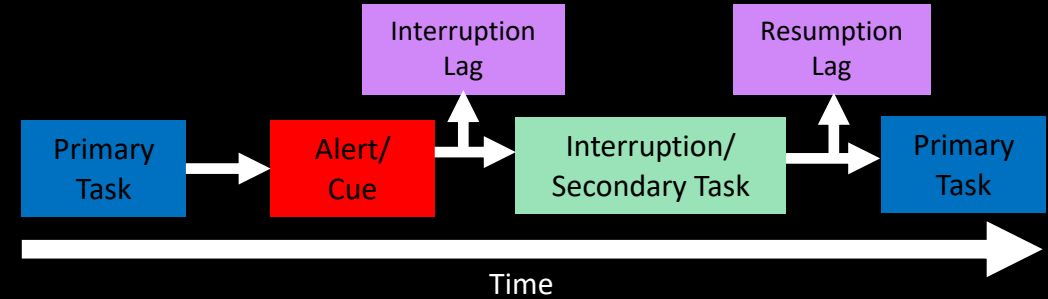 Interruption
Lag
Resumption
Lag
Primary
Task
Alert/
Cue
Interruption/
Secondary Task
Primary
Task
Time